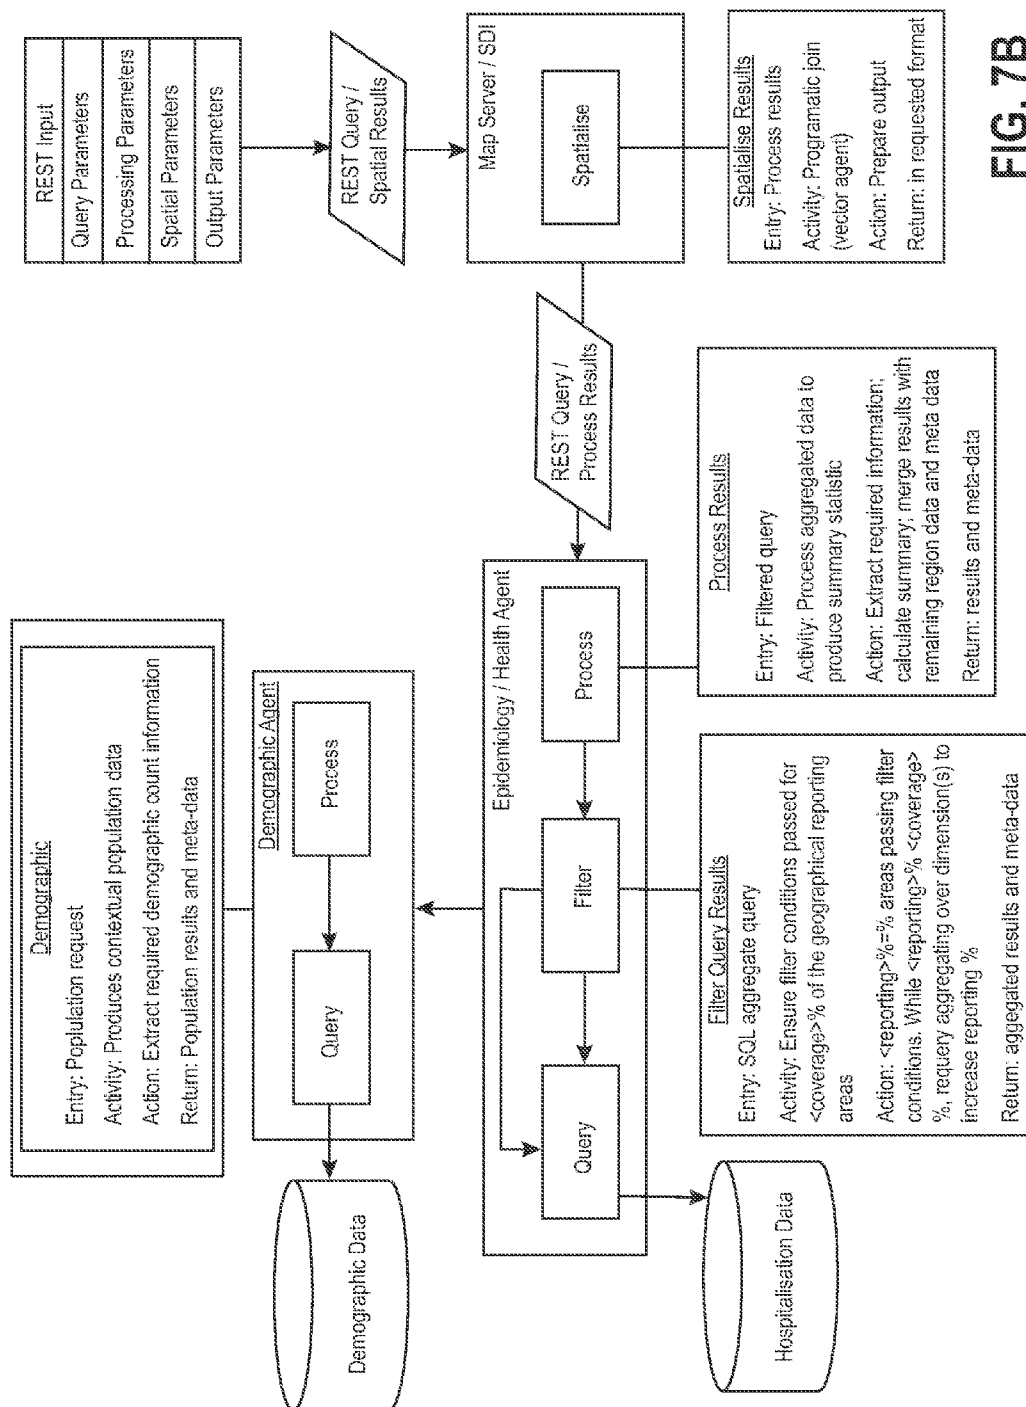 REST Input
Query Parameters
Processing Parameters
Spatial Parameters
Output Parameters
REST Query /
Spatial Results
Map Server / SDI
Spatialise
Spatialise Results
Entry: Process results
Activity: Programatic join
(vector agent)
Action: Prepare output
Return: in requested format
REST Query /
Process Results
Demographic
Entry: Poplulation request
Activity: Produces contextual population data
Action: Extract required demographic count information
Return: Population results and meta-data
Demographic Agent
Process
Query
Demographic Data
Epidemiology / Health Agent
Process
Filter
Query
Hospitalisation Data
Process Results
Entry: Filtered query
Activity: Process aggregated data to
produce summary statistic
Action: Extract required information;
calculate summary; merge results with
remaining region data and meta data
Return: results and meta-data
Filter Query Results
Entry: SQL aggregate query
Activity: Ensure filter conditions passed for
<coverage>% of the geographical reporting
areas
Action: <reporting>%=% areas passing filter
conditions. While <reporting>% <coverage>
%, requery aggregating over dimension(s) to
increase reporting %
Return: aggregated results and meta-data
FIG. 7B